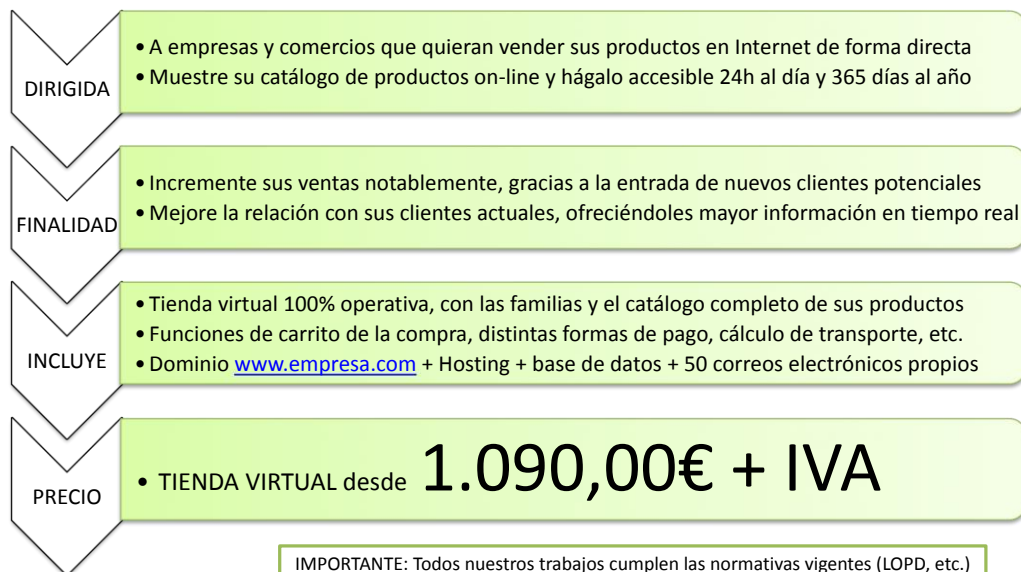 DIRIGIDA
• A empresas y comercios que quieran vender sus productos en Internet de forma directa
• Muestre su catálogo de productos on-line y hágalo accesible 24h al día y 365 días al año
FINALIDAD
• Incremente sus ventas notablemente, gracias a la entrada de nuevos clientes potenciales
• Mejore la relación con sus clientes actuales, ofreciéndoles mayor información en tiempo real
INCLUYE
• Tienda virtual 100% operativa, con las familias y el catálogo completo de sus productos
• Funciones de carrito de la compra, distintas formas de pago, cálculo de transporte, etc.
• Dominio www.empresa.com + Hosting + base de datos + 50 correos electrónicos propios
PRECIO
• TIENDA VIRTUAL desde 1.090,00€ + IVA
IMPORTANTE: Todos nuestros trabajos cumplen las normativas vigentes (LOPD, etc.)